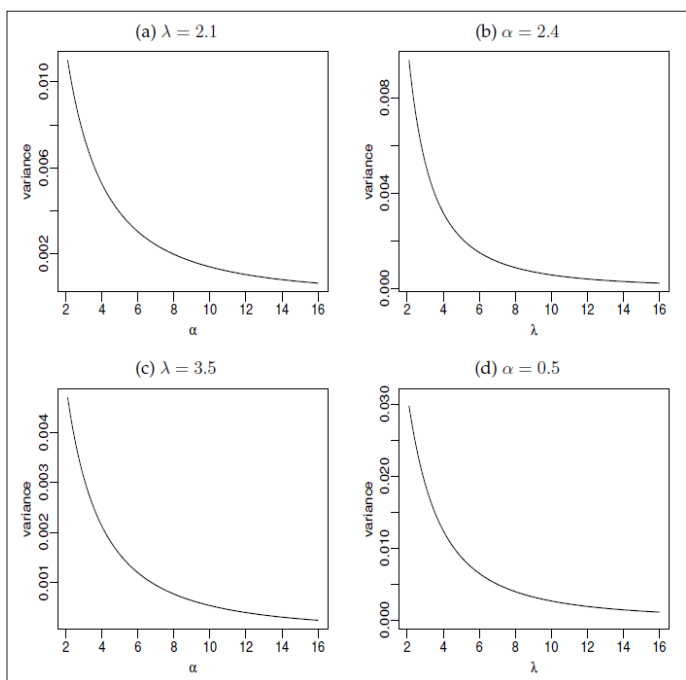 (a) λ = 2.1
variance
0.002
0.006
0.010
2 4 6 8 10 12 14 16
α
(b) α = 2.4
variance
0.000
0.004
0.008
2 4 6 8 10 12 14 16
λ
(c) λ = 3.5
variance
0.001
0.002
0.003
0.004
2 4 6 8 10 12 14 16
α
(d) α = 0.5
variance
0.000
0.010
0.020
0.030
2 4 6 8 10 12 14 16
λ